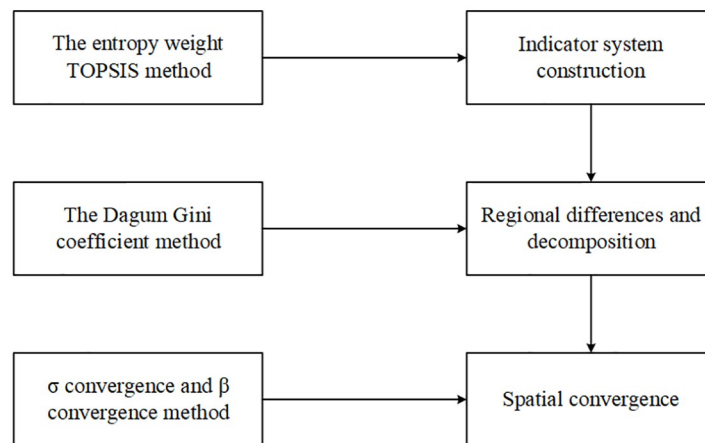 The entropy weight
TOPSIS method
Indicator system
construction
The Dagum Gini
coefficient method
Regional differences and
decomposition
σ convergence and β
convergence method
Spatial convergence